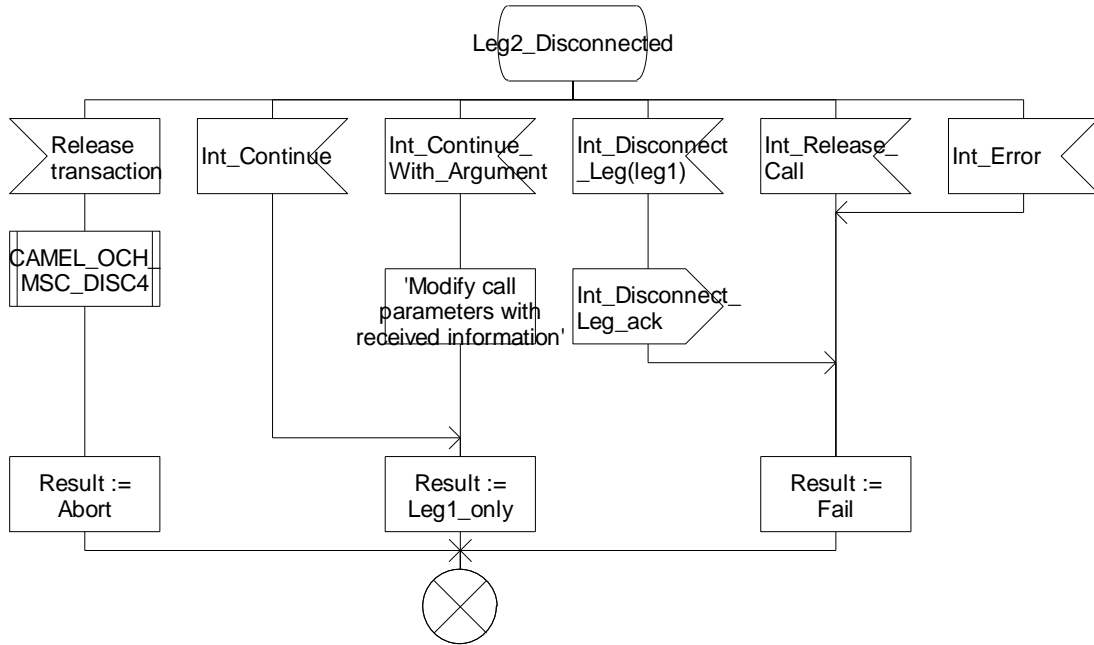 Leg2_Disconnected
Release
transaction
Int_Continue
Int_Continue_
With_Argument
Int_Disconnect
_Leg(leg1)
Int_Release_
Call
Int_Error
CAMEL_OCH_
MSC_DISC4
'Modify call
parameters with
received information'
Int_Disconnect_
Leg_ack
Result :=
Abort
Result :=
Leg1_only
Result :=
Fail